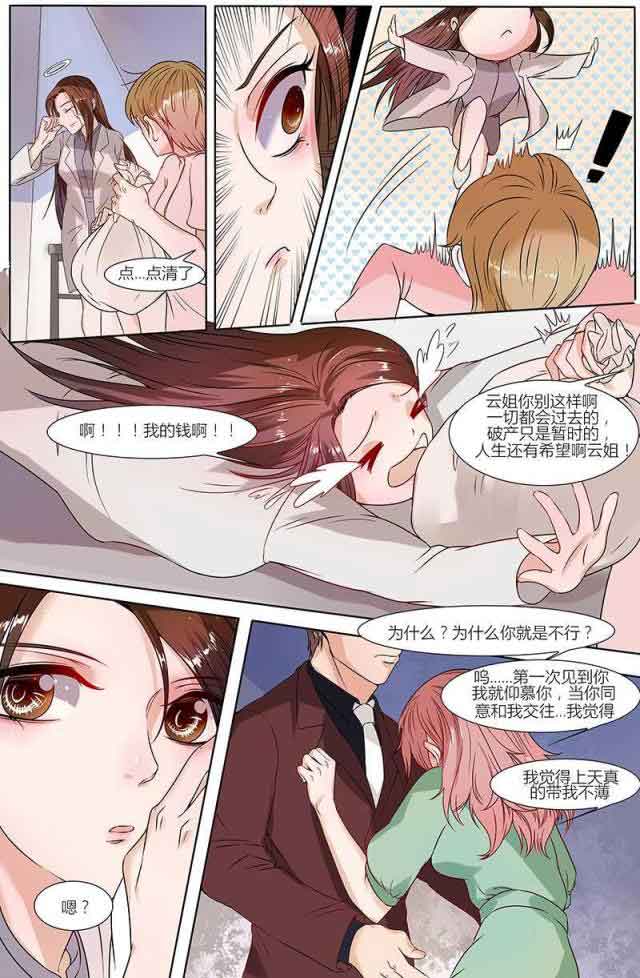 点...点清了
！
啊！！！我的钱啊！！
云姐你别这样啊
一切都会过去的，
破产只是暂时的，
人生还有希望啊云姐！
为什么？为什么你就是不行？
呜......第一次见到你
我就仰慕你，当你同
意和我交往...我觉得
我觉得上天真
的带我不薄
嗯？